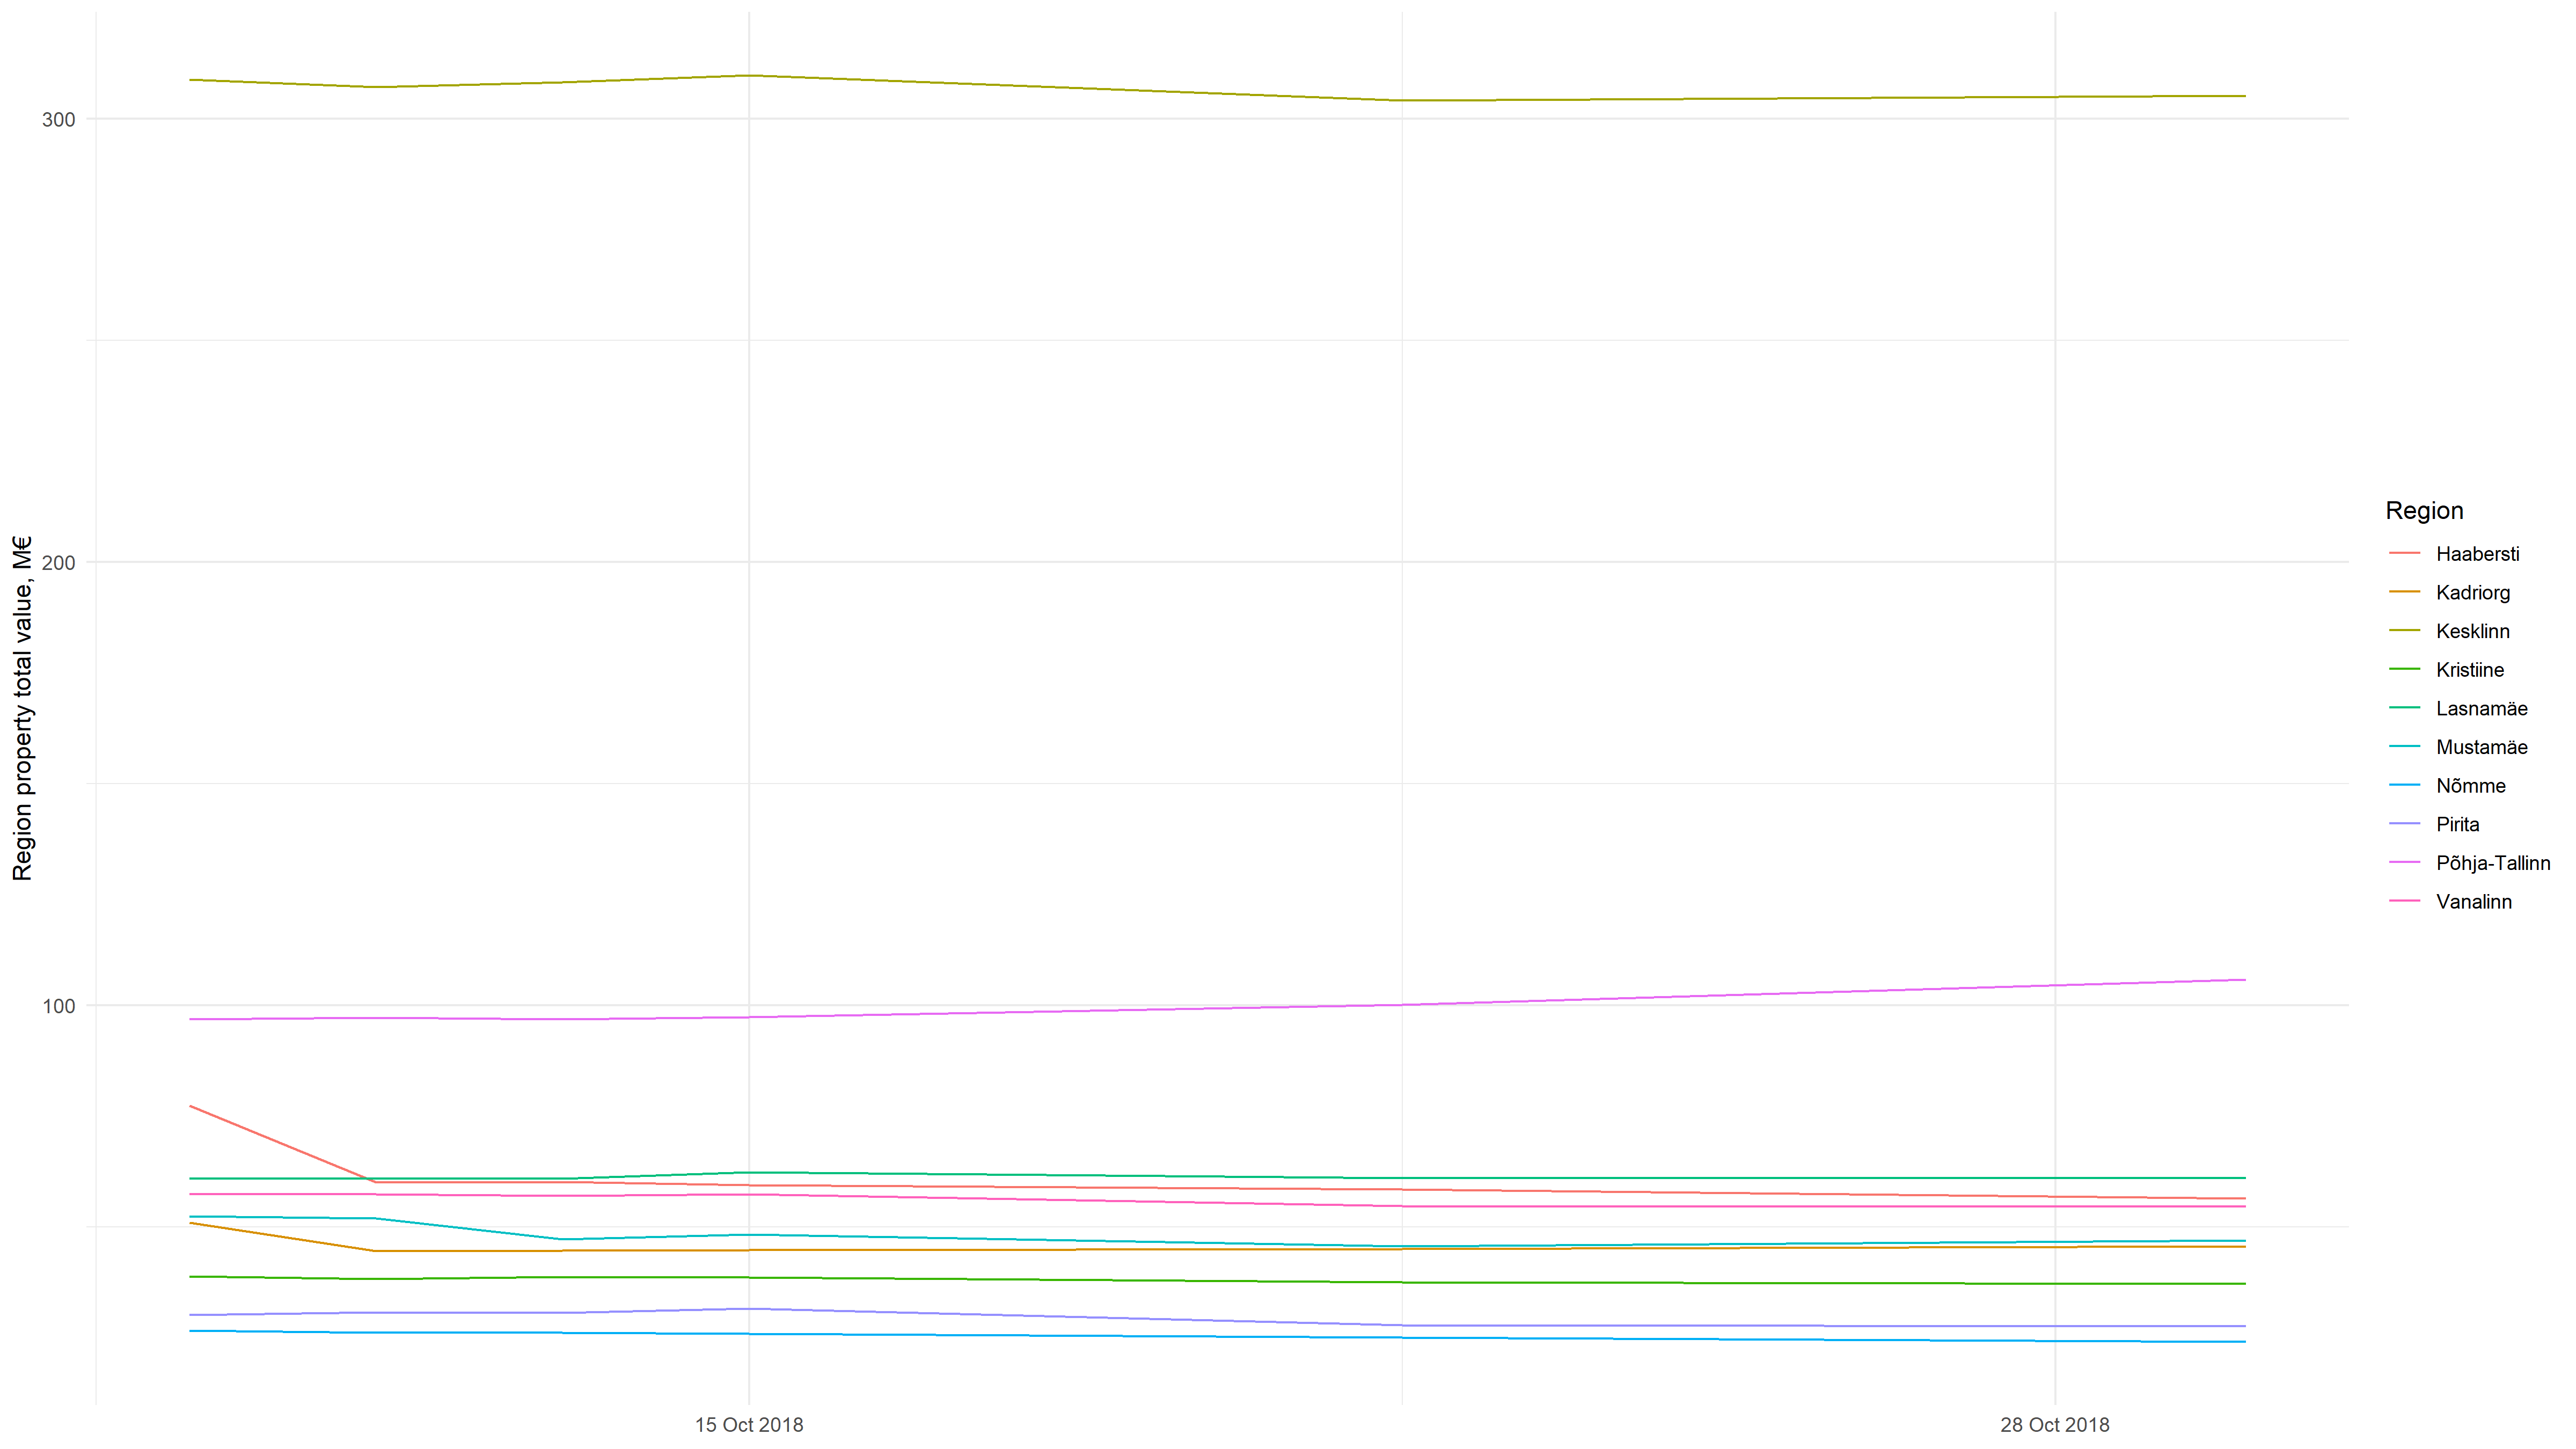 Region property total value, M€
300
200
100
15 Oct 2018
28 Oct 2018
Region
Haabersti
Kadriorg
Kesklinn
Kristiine
Lasnamäe
Mustamäe
Nõmme
Pirita
Põhja-Tallinn
Vanalinn